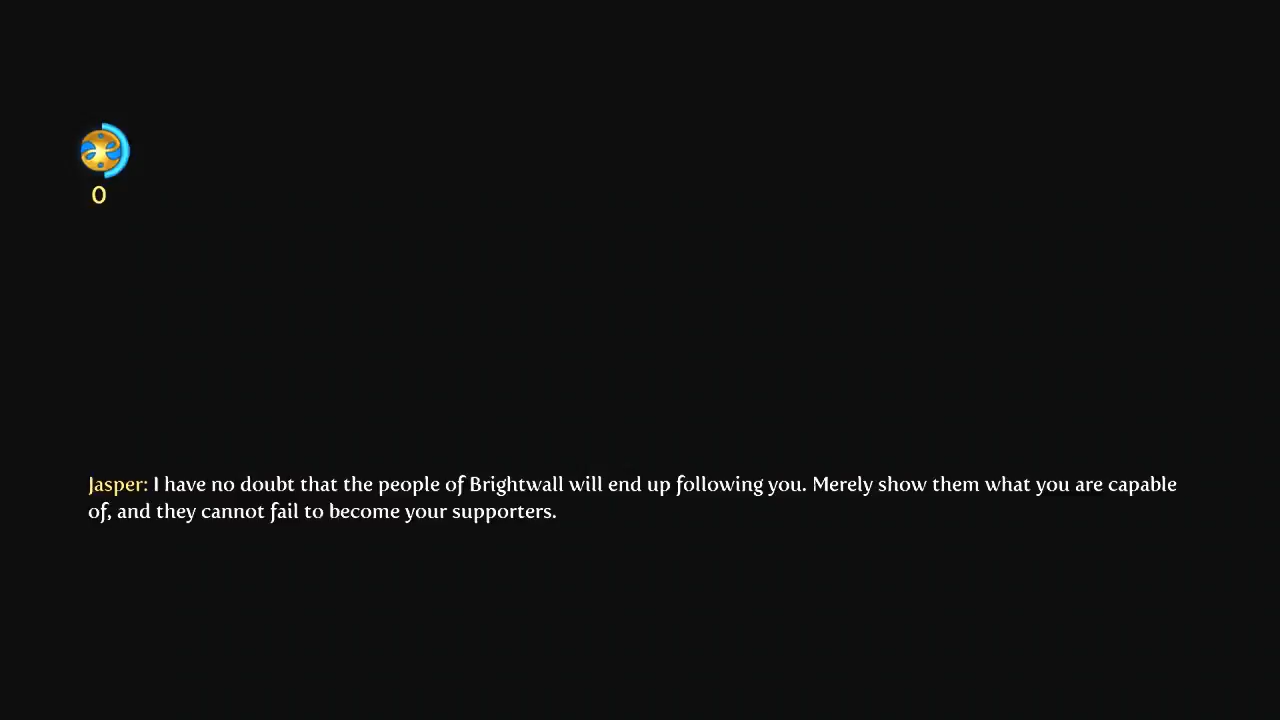 0
Jasper: I have no doubt that the people of Brightwall will end up following you. Merely show them what you are capable
of, and they cannot fail to become your supporters.